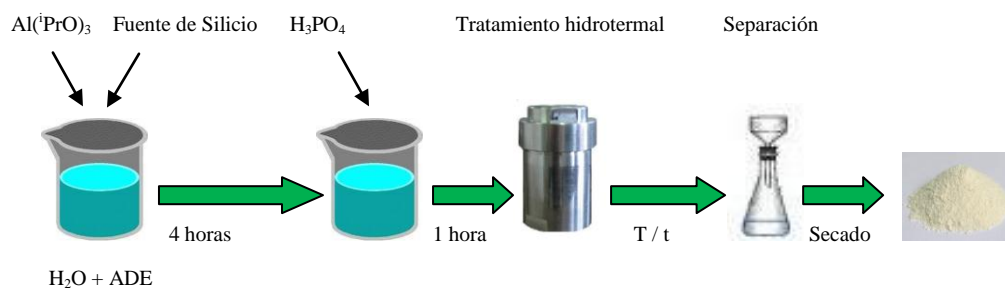 Al(ⁱPrO)₃ Fuente de Silicio H₃PO₄ Tratamiento hidrotermal Separación
4 horas 1 hora T / t Secado
H₂O + ADE